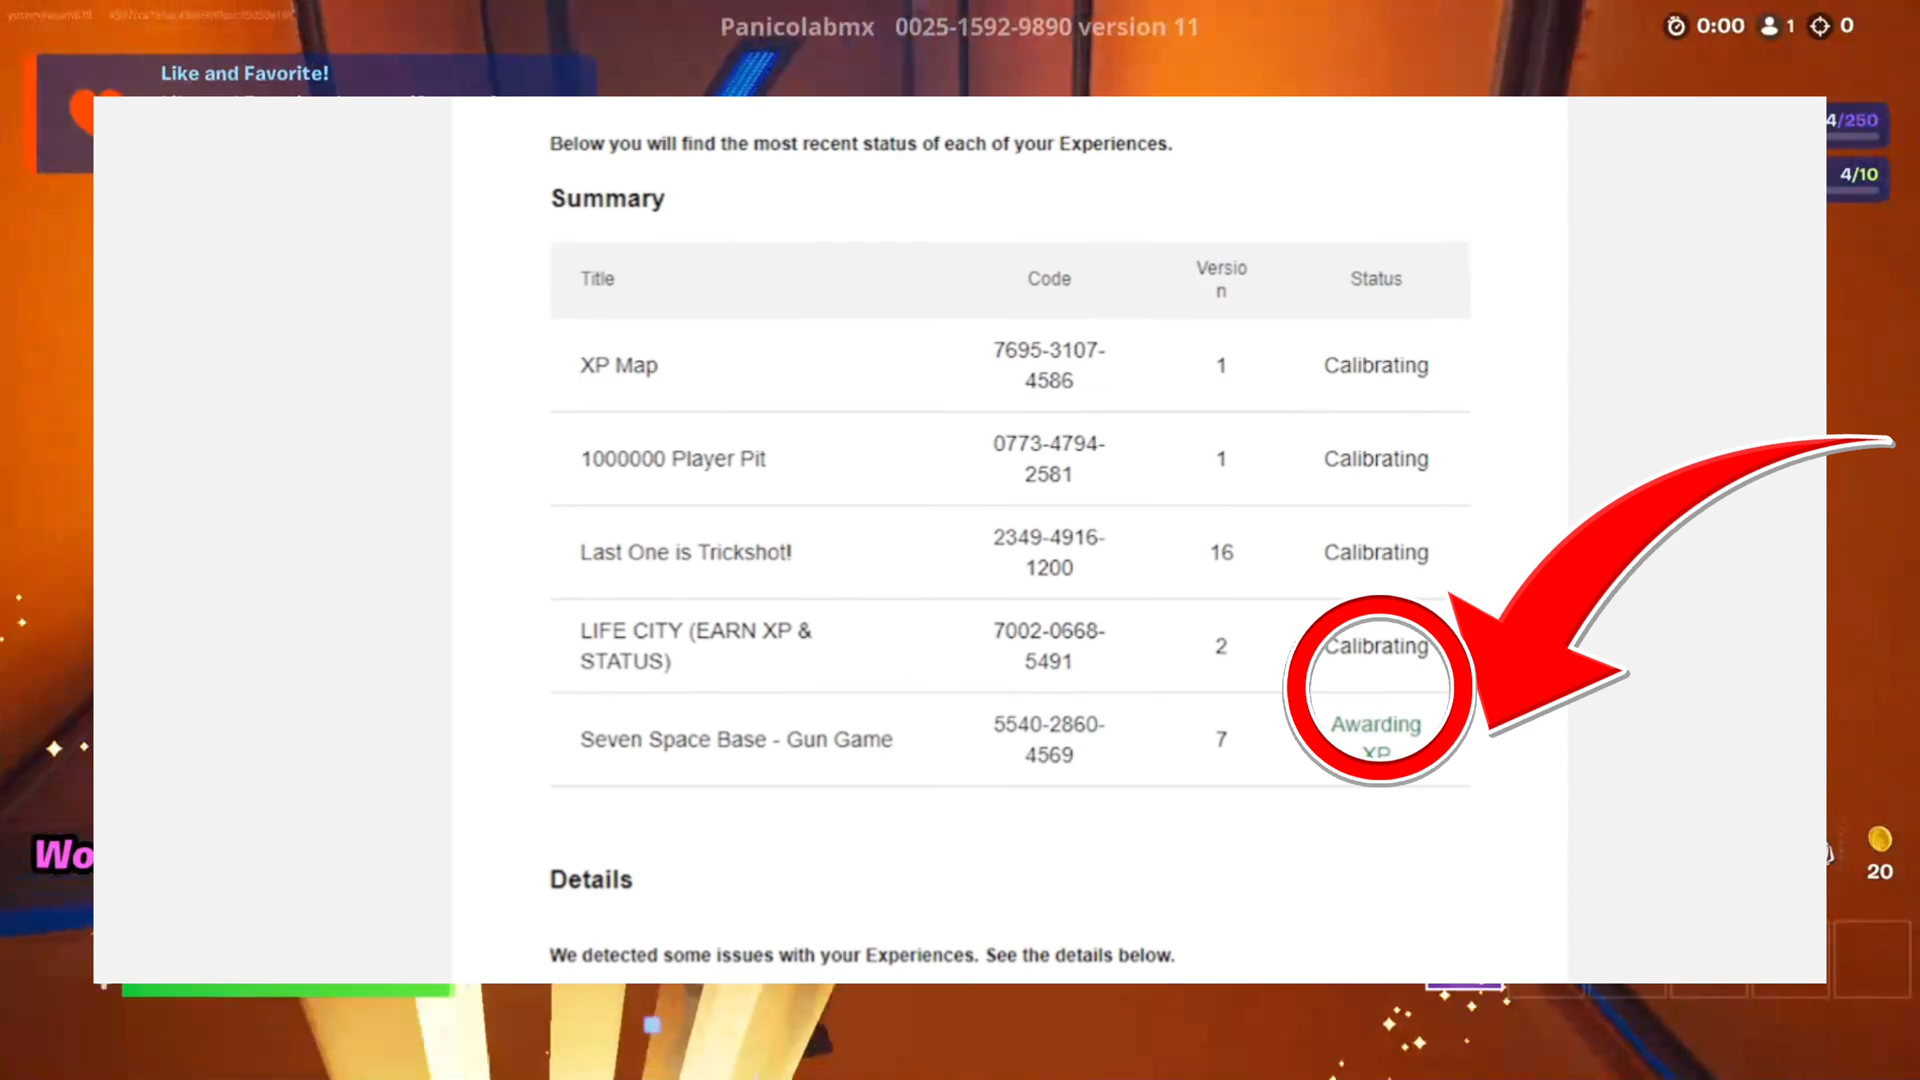 Panicolabmx 0025-1592-9890 version 11
0:00 1 0
Like and Favorite!
4/250
4/10
Below you will find the most recent status of each of your Experiences.
Summary
Title Code Versio
n Status
XP Map 7695-3107-
4586 1 Calibrating
1000000 Player Pit 0773-4794-
2581 1 Calibrating
Last One is Trickshot! 2349-4916-
1200 16 Calibrating
LIFE CITY (EARN XP &
STATUS) 7002-0668-
5491 2 Calibrating
Seven Space Base - Gun Game 5540-2860-
4569 7 Awarding
XP
Wo
20
Details
We detected some issues with your Experiences. See the details below.